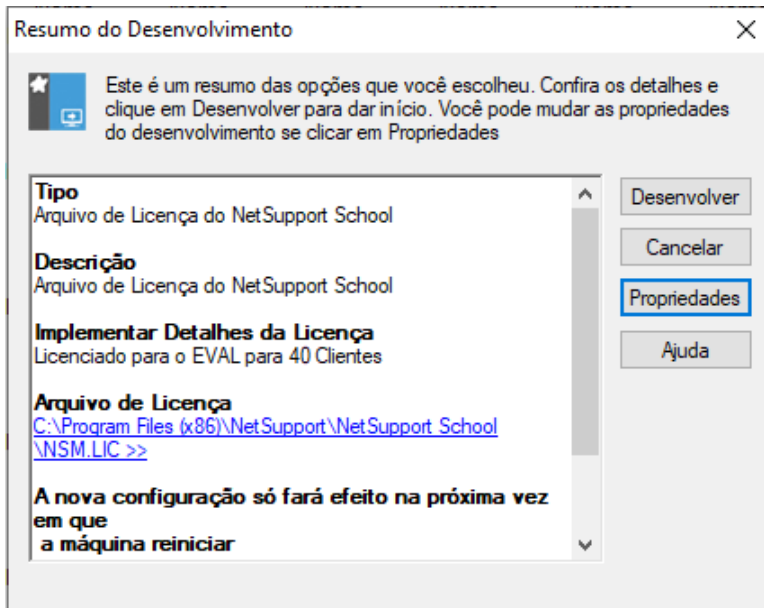 Resumo do Desenvolvimento
Este é um resumo das opções que você escolheu. Confira os detalhes e
clique em Desenvolver para dar início. Você pode mudar as propriedades
do desenvolvimento se clicar em Propriedades
Tipo
Arquivo de Licença do NetSupport School
Descrição
Arquivo de Licença do NetSupport School
Implementar Detalhes da Licença
Licenciado para o EVAL para 40 Clientes
Arquivo de Licença
C:\Program Files (x86)\NetSupport\NetSupport School
\NSM.LIC >>
A nova configuração só fará efeito na próxima vez
em que
a máquina reiniciar
Desenvolver
Cancelar
Propriedades
Ajuda